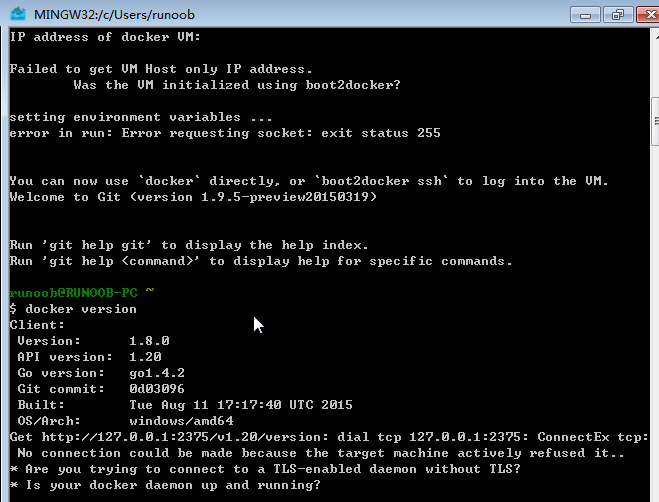 MINGW32:/c/Users/runoob
IP address of docker VM:
Failed to get VM Host only IP address.
Was the VM initialized using boot2docker?
setting environment variables ...
error in run: Error requesting socket: exit status 255
You can now use `docker` directly, or `boot2docker ssh` to log into the VM.
Welcome to Git (version 1.9.5-preview20150319)
Run 'git help git' to display the help index.
Run 'git help <command>' to display help for specific commands.
runoob@RUNOOB-PC ~
$ docker version
Client:
Version: 1.8.0
API version: 1.20
Go version: go1.4.2
Git commit: 0d03096
Built: Tue Aug 11 17:17:40 UTC 2015
OS/Arch: windows/amd64
Get http://127.0.0.1:2375/v1.20/version: dial tcp 127.0.0.1:2375: ConnectEx tcp:
No connection could be made because the target machine actively refused it..
* Are you trying to connect to a TLS-enabled daemon without TLS?
* Is your docker daemon up and running?